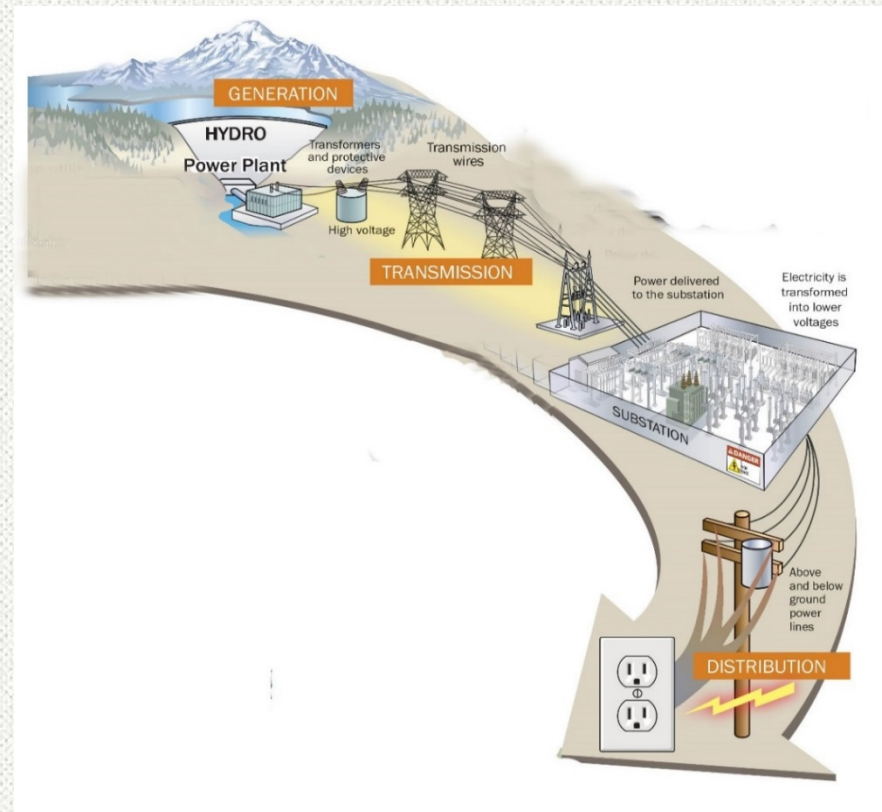 GENERATION
HYDRO
Power Plant
Transformers
and protective
devices
High voltage
Transmission
wires
TRANSMISSION
Power delivered
to the substation
Electricity is
transformed
into lower
voltages
SUBSTATION
DANGER
Above
and below
ground
power
lines
DISTRIBUTION